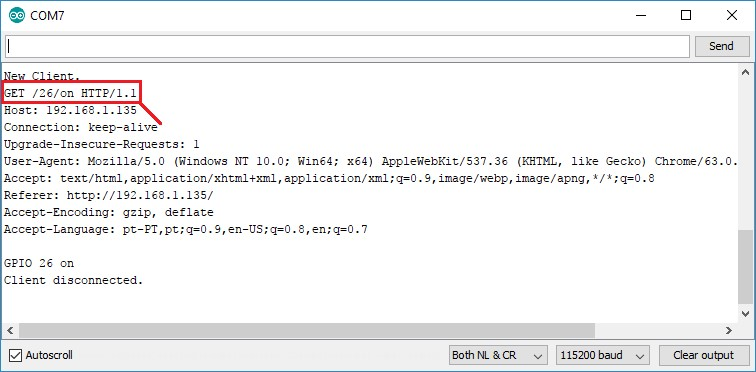 COM7
Send
New Client.
GET /26/on HTTP/1.1
Host: 192.168.1.135
Connection: keep-alive
Upgrade-Insecure-Requests: 1
User-Agent: Mozilla/5.0 (Windows NT 10.0; Win64; x64) AppleWebKit/537.36 (KHTML, like Gecko) Chrome/63.0.
Accept: text/html,application/xhtml+xml,application/xml;q=0.9,image/webp,image/apng,*/*;q=0.8
Referer: http://192.168.1.135/
Accept-Encoding: gzip, deflate
Accept-Language: pt-PT,pt;q=0.9,en-US;q=0.8,en;q=0.7
GPIO 26 on
Client disconnected.
Autoscroll Both NL & CR 115200 baud Clear output